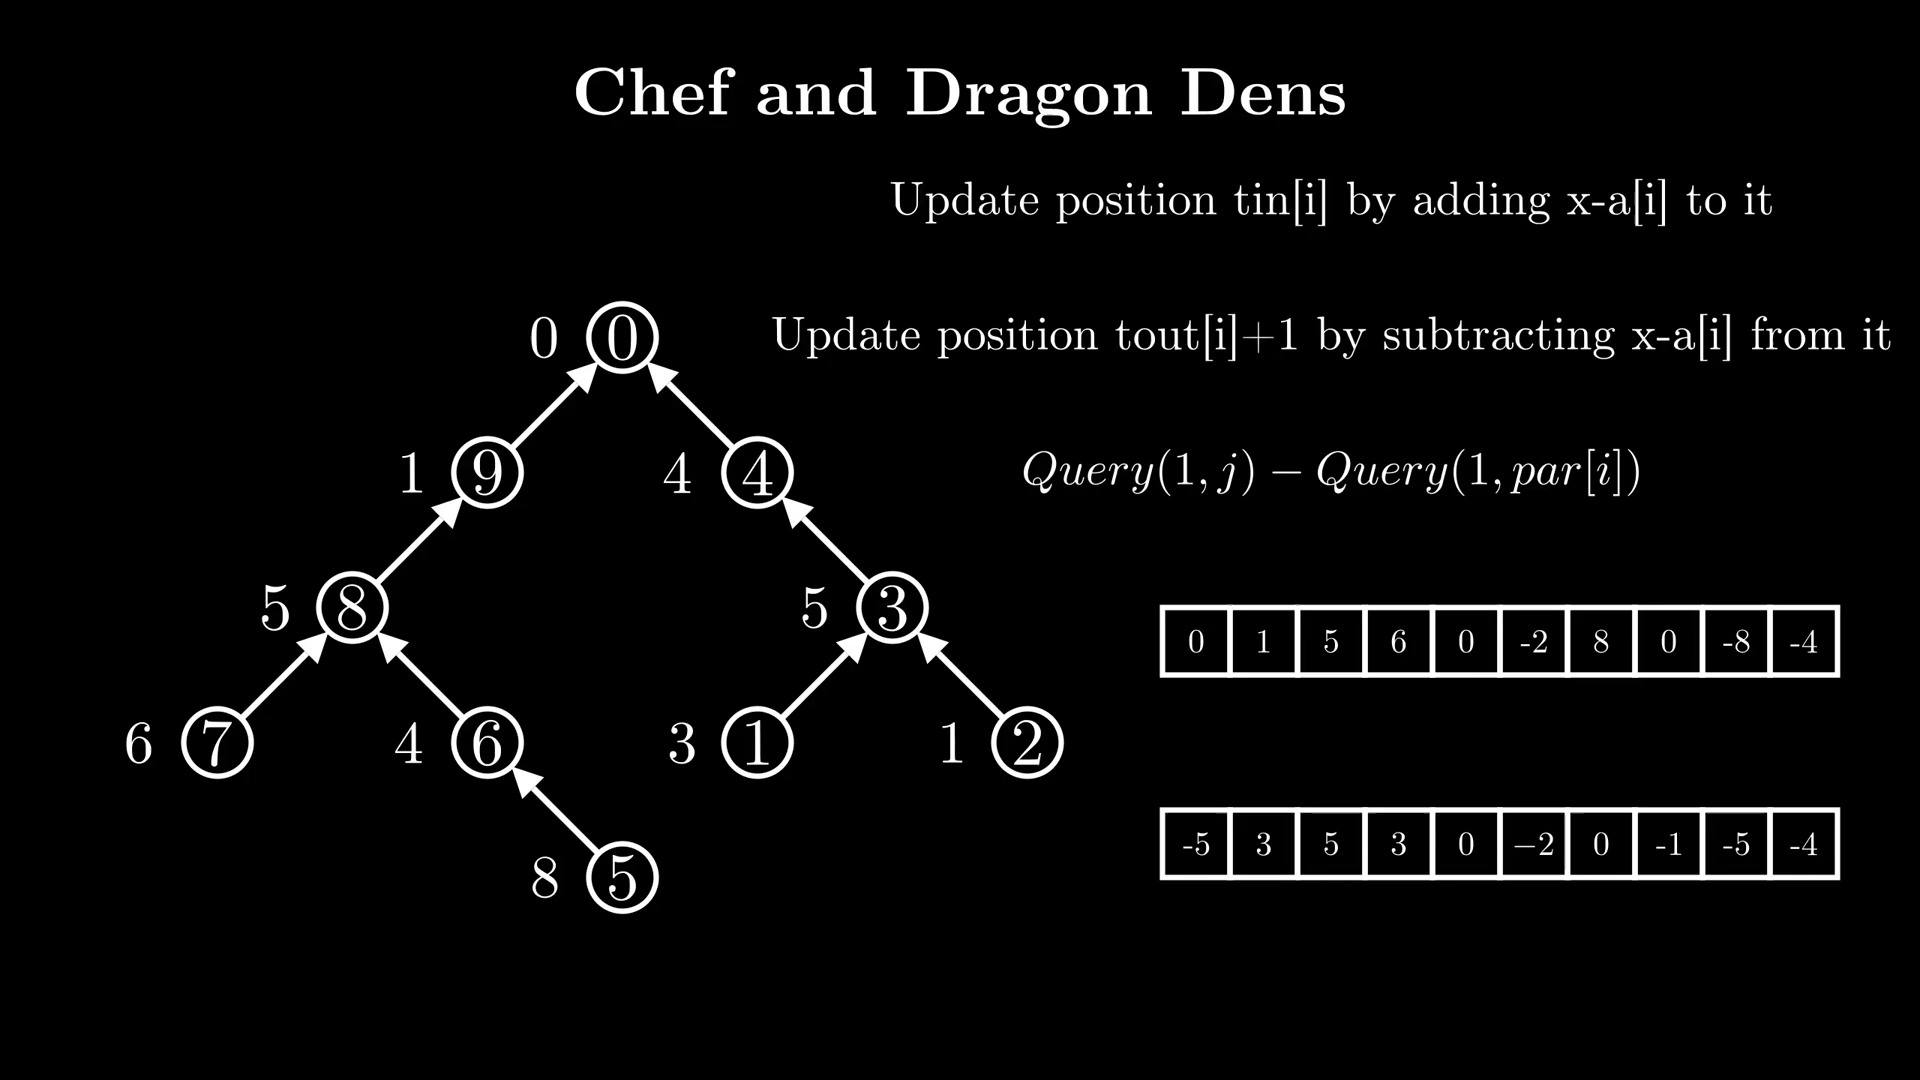 Chef and Dragon Dens
Update position tin[i] by adding x-a[i] to it
Update position tout[i]+1 by subtracting x-a[i] from it
Query(1, j) − Query(1, par[i])
0 0
1 9 4 4
5 8 5 3
6 7 4 6 3 1 1 2
8 5
0 1 5 6 0 -2 8 0 -8 -4
-5 3 5 3 0 −2 0 -1 -5 -4